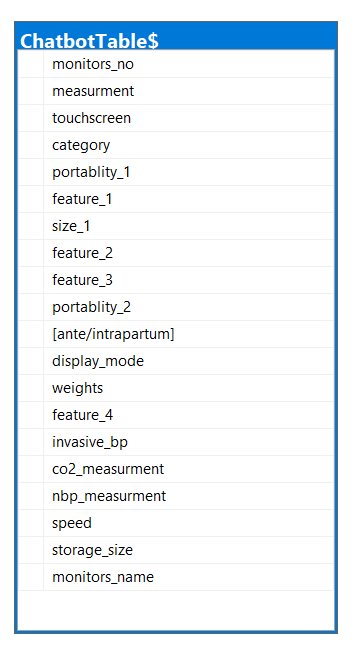 ChatbotTable$
monitors_no
measurment
touchscreen
category
portablity_1
feature_1
size_1
feature_2
feature_3
portablity_2
[ante/intrapartum]
display_mode
weights
feature_4
invasive_bp
co2_measurment
nbp_measurment
speed
storage_size
monitors_name